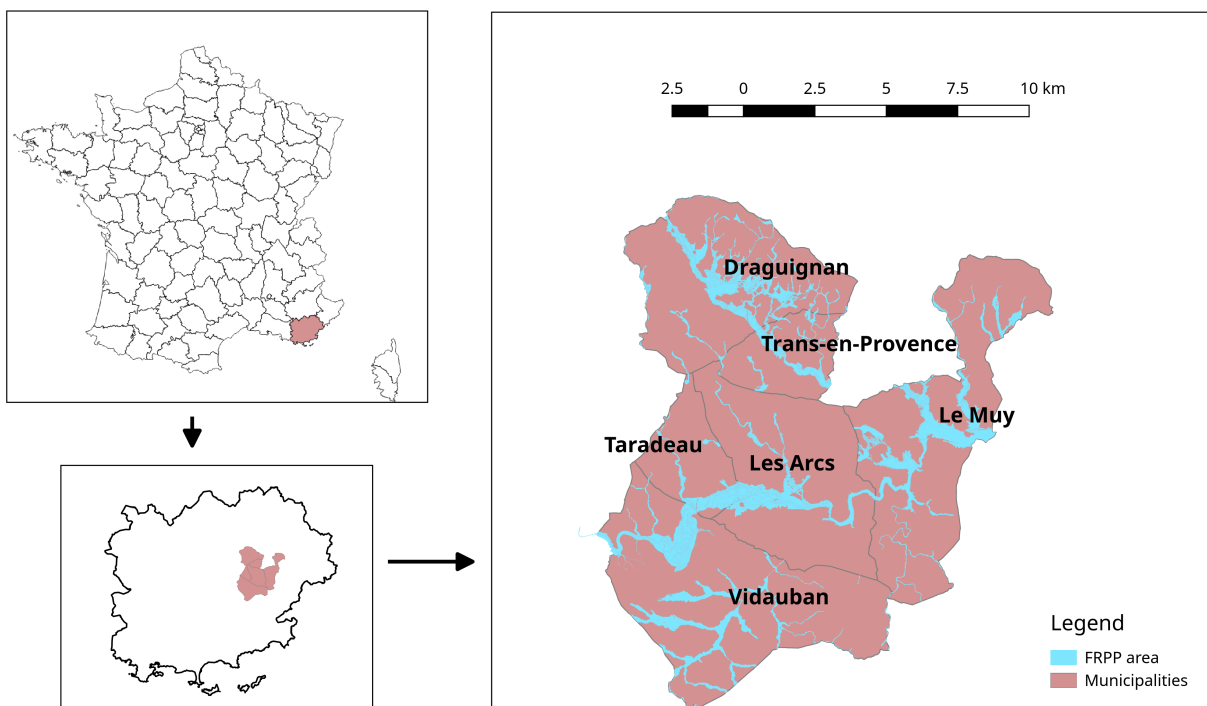 2.5 0 2.5 5 7.5 10 km
Draguignan
Trans-en-Provence
Le Muy
Taradeau
Les Arcs
Vidauban
Legend
FRPP area
Municipalities